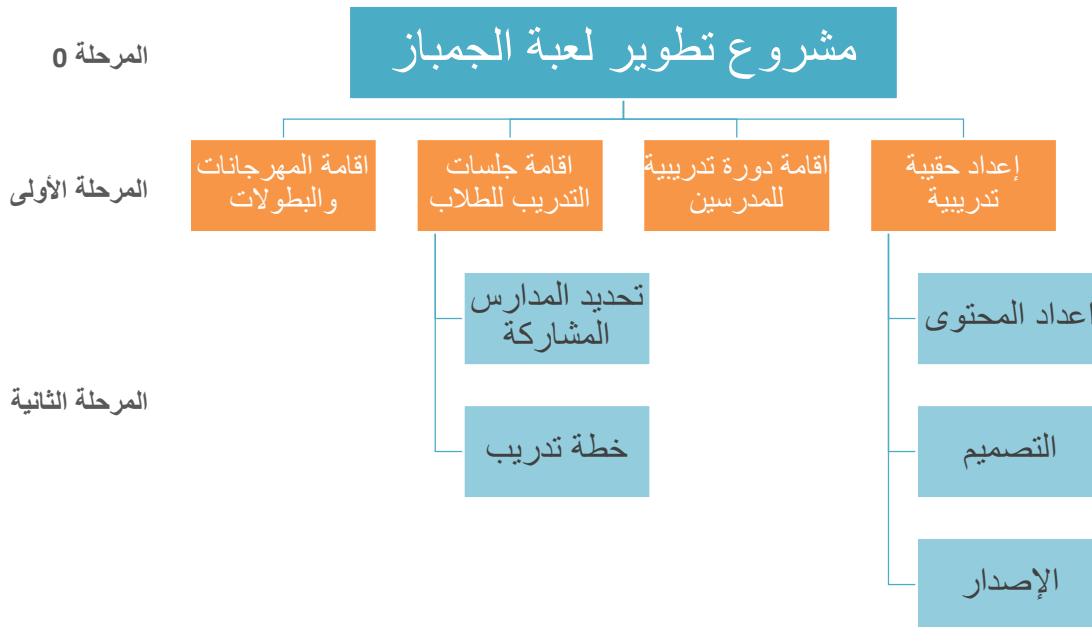 مشروع تطوير لعبة الجمباز
المرحلة 0
إعداد حقيبة
تدريبية
اقامة دورة تدريبية
للمدرسين
اقامة جلسات
التدريب للطلاب
اقامة المهرجانات
والبطولات
المرحلة الأولى
اعداد المحتوى
تحديد المدارس
المشاركة
التصميم
خطة تدريب
المرحلة الثانية
الإصدار